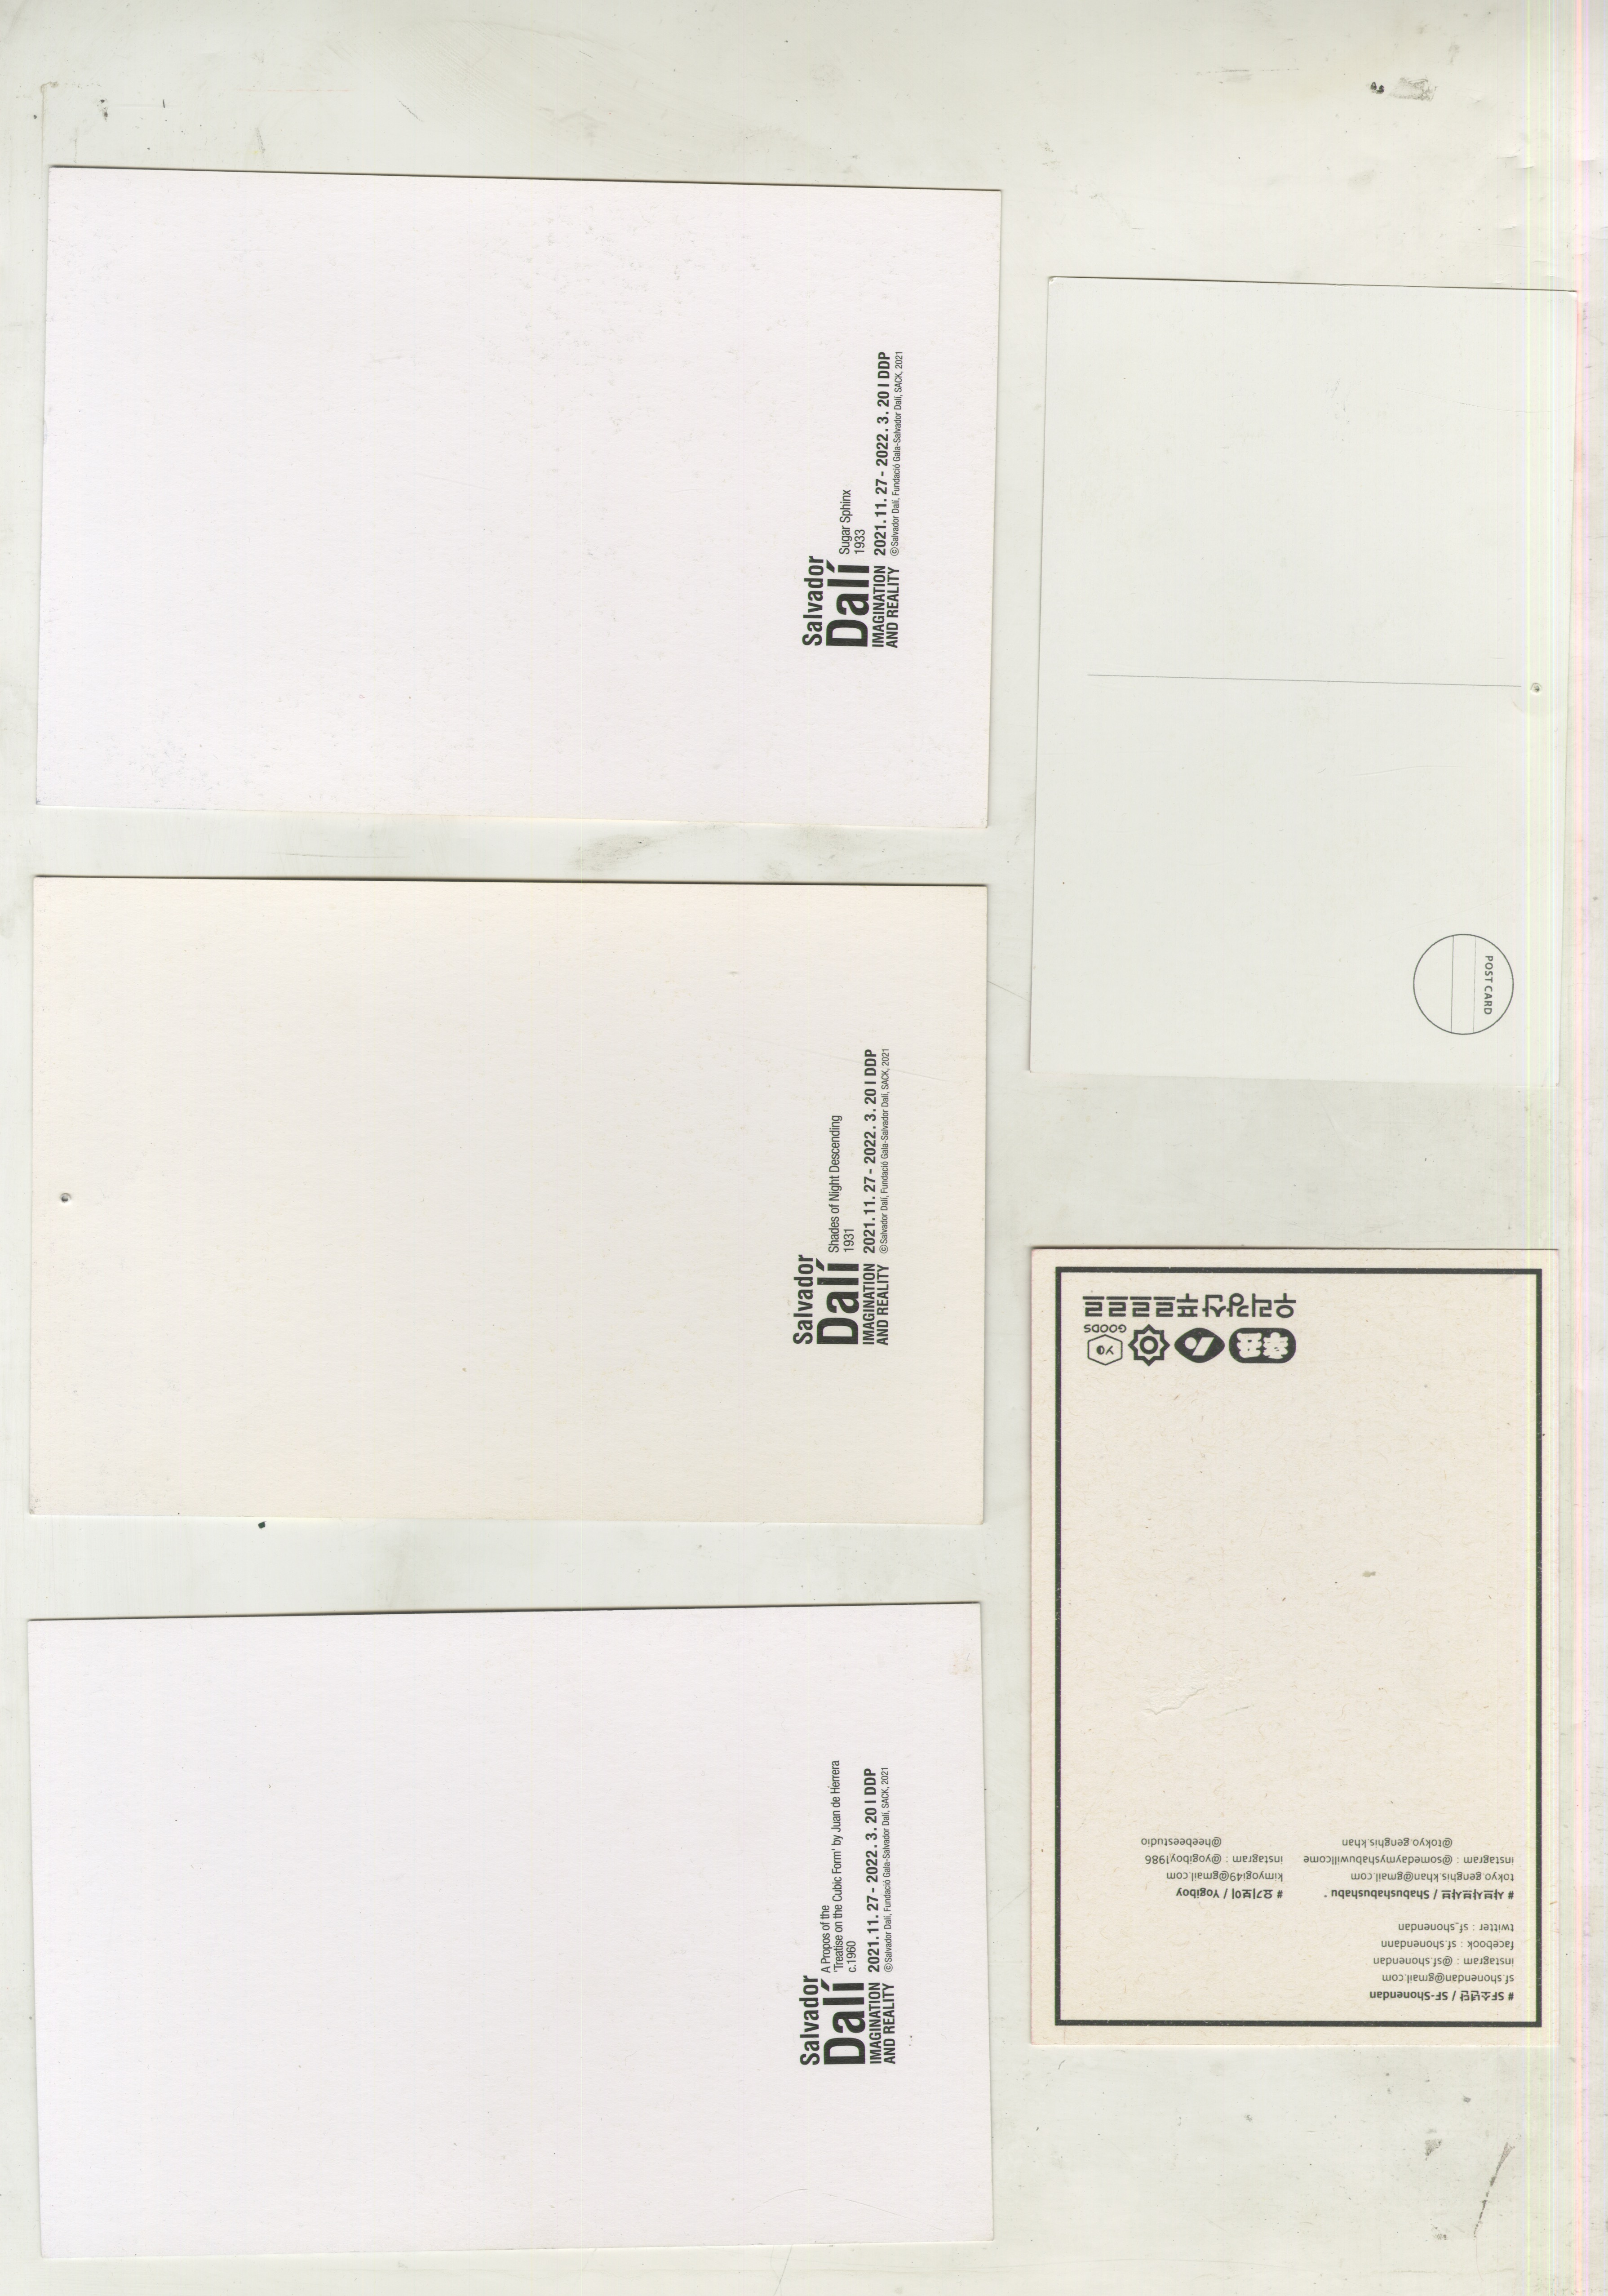 Salvador
Dalí
IMAGINATION
AND REALITY
Sugar Sphinx
1933
2021. 11. 27 - 2022. 3. 20 I DDP
©Salvador Dalí, Fundació Gala-Salvador Dalí, SACK, 2021
Salvador
Dalí
IMAGINATION
AND REALITY
Shades of Night Descending
1931
2021. 11. 27 - 2022. 3. 20 I DDP
©Salvador Dalí, Fundació Gala-Salvador Dalí, SACK, 2021
Salvador
Dalí
IMAGINATION
AND REALITY
A Propos of the
'Treatise on the Cubic Form' by Juan de Herrera
c.1960
2021. 11. 27 - 2022. 3. 20 I DDP
©Salvador Dalí, Fundació Gala-Salvador Dalí, SACK, 2021
POST CARD
# SF소년단 / SF-Shonendan
sf.shonendan@gmail.com
instagram : @sf.shonendan
facebook : sf.shonendann
twitter : sf_shonendan
# 샤브샤브샤브 / Shabushabushabu
tokyo.genghis.khan@gmail.com
instagram : @somedaymyshabuwillcome
@tokyo.genghis.khan
# 요기보이 / Yogiboy
kimyogi49@gmail.com
instagram : @yogiboy1986
@heebeestudio
YO
GOODS
우리강산표르르르르